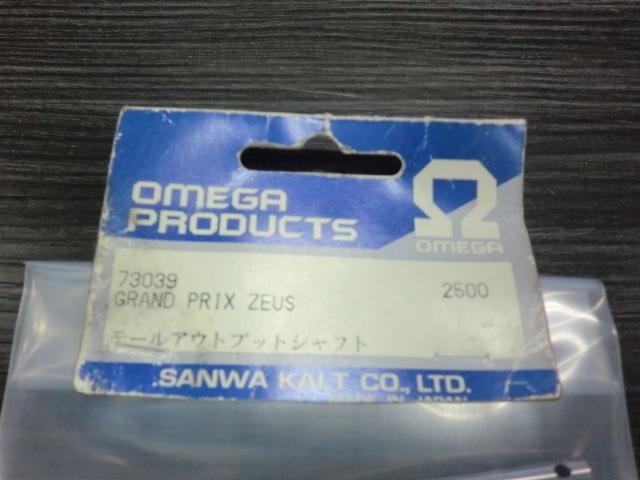 OMEGA
PRODUCTS
Ω
OMEGA
73039
GRAND PRIX ZEUS
2500
テールアウトプットシャフト
SANWA KALT CO., LTD.
MADE IN JAPAN